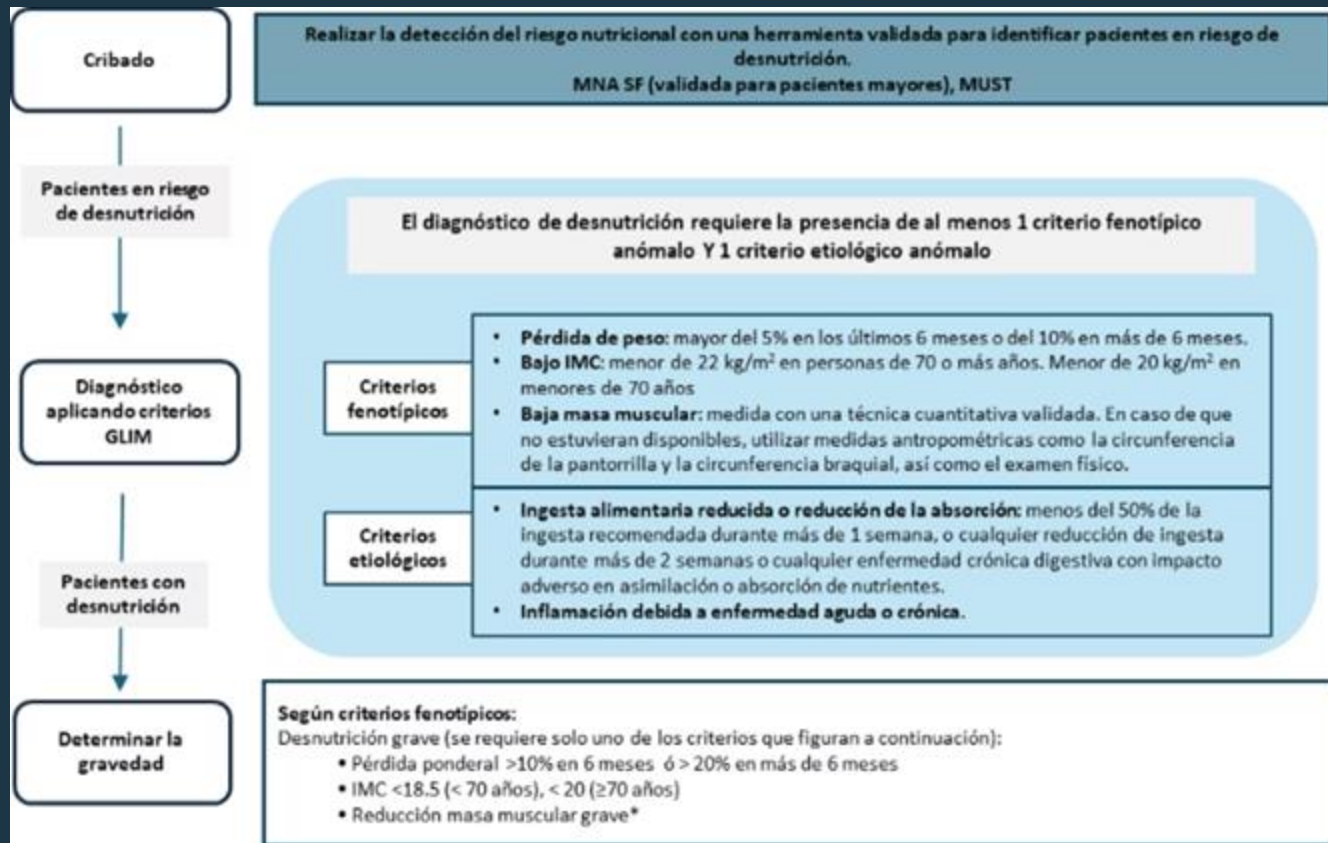 Cribado
Realizar la detección del riesgo nutricional con una herramienta validada para identificar pacientes en riesgo de
desnutrición.
MNA SF (validada para pacientes mayores), MUST
Pacientes en riesgo
de desnutrición
El diagnóstico de desnutrición requiere la presencia de al menos 1 criterio fenotípico
anómalo Y 1 criterio etiológico anómalo
Diagnóstico
aplicando criterios
GLIM
Criterios
fenotípicos
• Pérdida de peso: mayor del 5% en los últimos 6 meses o del 10% en más de 6 meses.
• Bajo IMC: menor de 22 kg/m² en personas de 70 o más años. Menor de 20 kg/m² en
menores de 70 años
• Baja masa muscular: medida con una técnica cuantitativa validada. En caso de que
no estuvieran disponibles, utilizar medidas antropométricas como la circunferencia
de la pantorrilla y la circunferencia braquial, así como el examen físico.
Criterios
etiológicos
• Ingesta alimentaria reducida o reducción de la absorción: menos del 50% de la
ingesta recomendada durante más de 1 semana, o cualquier reducción de ingesta
durante más de 2 semanas o cualquier enfermedad crónica digestiva con impacto
adverso en asimilación o absorción de nutrientes.
• Inflamación debida a enfermedad aguda o crónica.
Pacientes con
desnutrición
Determinar la
gravedad
Según criterios fenotípicos:
Desnutrición grave (se requiere solo uno de los criterios que figuran a continuación):
▪ Pérdida ponderal >10% en 6 meses ó > 20% en más de 6 meses
▪ IMC <18.5 (< 70 años), < 20 (≥70 años)
▪ Reducción masa muscular grave*